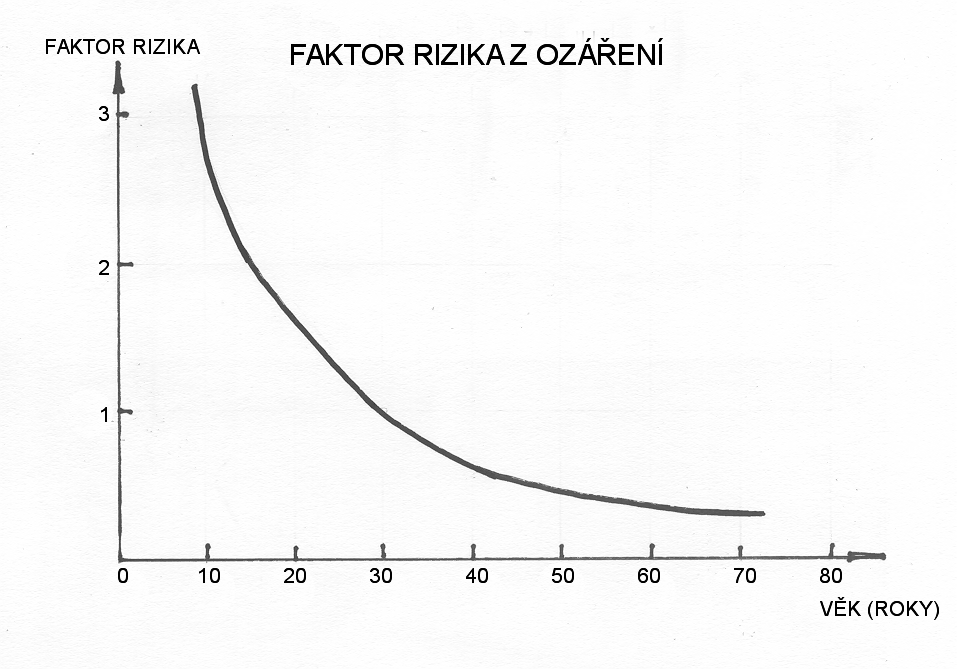 FAKTOR RIZIKA
FAKTOR RIZIKA Z OZÁŘENÍ
3
2
1
0 10 20 30 40 50 60 70 80
VĚK (ROKY)